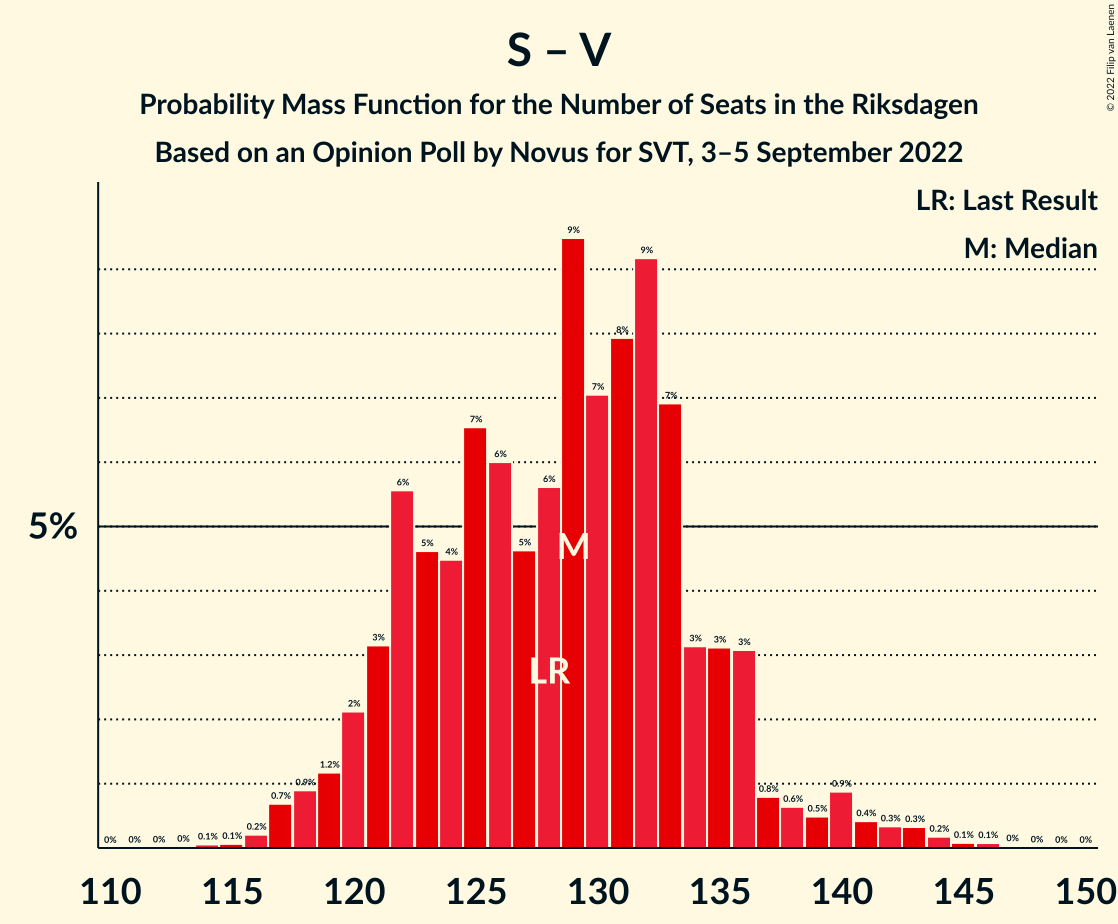 S – V
Probability Mass Function for the Number of Seats in the Riksdagen
Based on an Opinion Poll by Novus for SVT, 3–5 September 2022
© 2022 Filip van Laenen
LR: Last Result
M: Median
5%
0% 0% 0% 0% 0.1% 0.1% 0.2% 0.7% 0.9% 1.2% 2% 3% 6% 5% 4% 7% 6% 5% 6% 9% 7% 8% 9% 7% 3% 3% 3% 0.8% 0.6% 0.5% 0.9% 0.4% 0.3% 0.3% 0.2% 0.1% 0.1% 0% 0% 0% 0%
M
LR
110 115 120 125 130 135 140 145 150